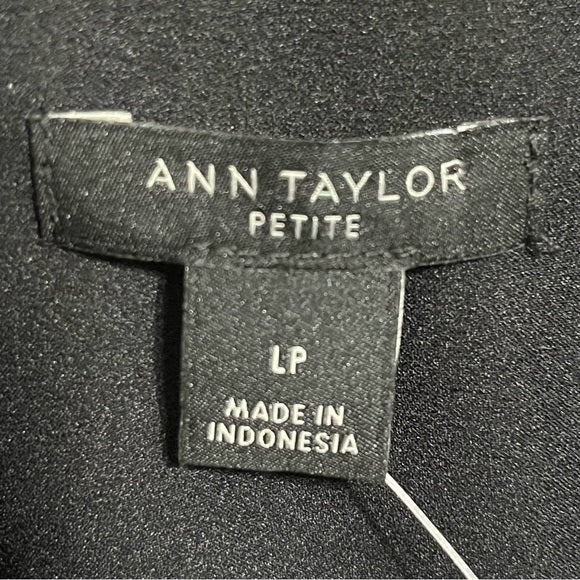 ANN TAYLOR
PETITE
LP
MADE IN
INDONESIA